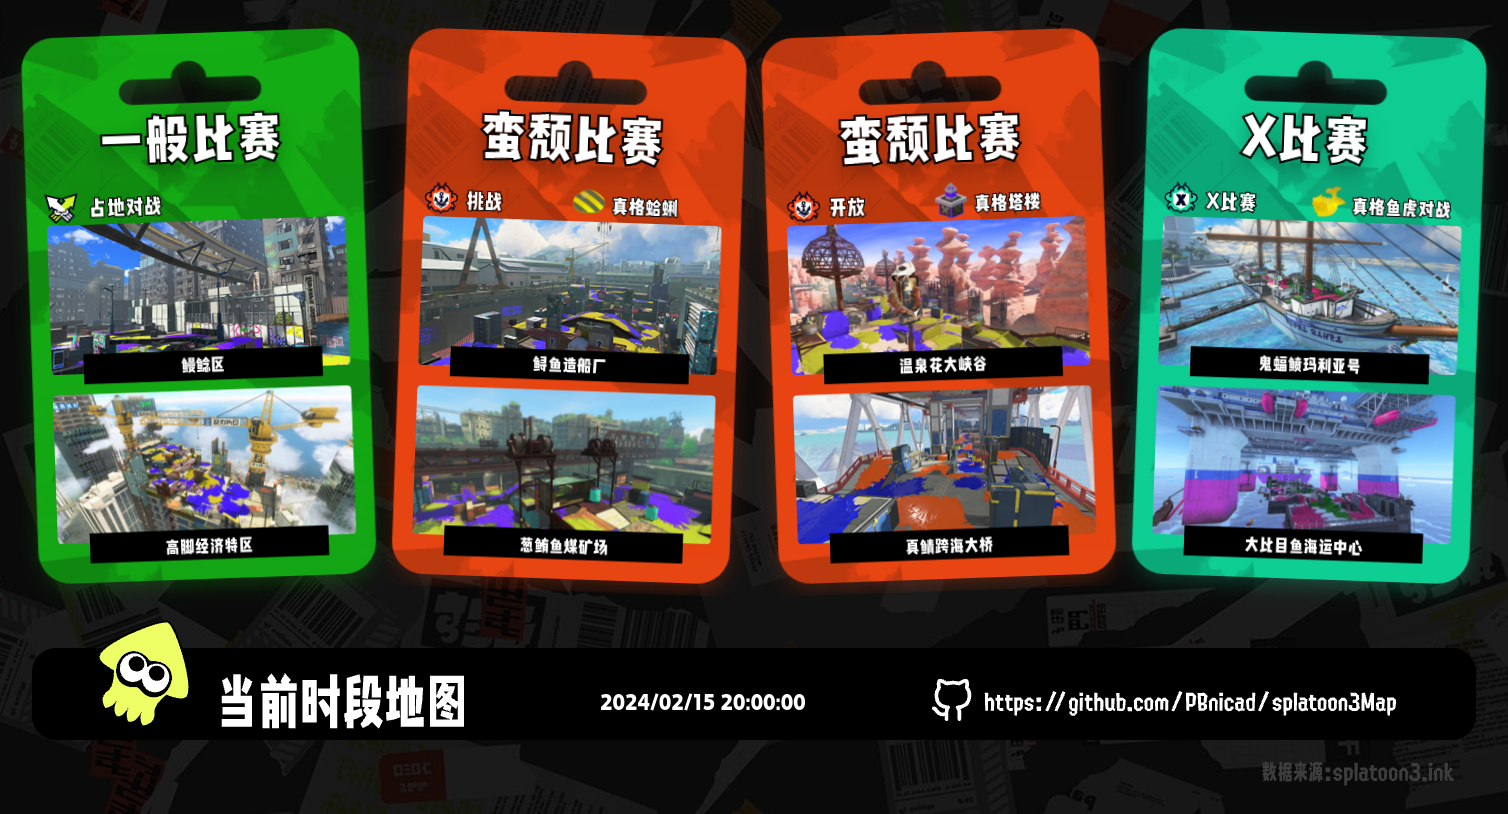 一般比赛
占地对战
鳗鲶区
高脚经济特区
蛮颓比赛
挑战
真格蛤蜊
鲟鱼造船厂
葱鲔鱼煤矿场
蛮颓比赛
开放
真格塔楼
温泉花大峡谷
真鲭跨海大桥
X比赛
X比赛
真格鱼虎对战
鬼蝠鲼玛利亚号
大比目鱼海运中心
当前时段地图
2024/02/15 20:00:00
https://github.com/PBnicad/splatoon3Map
数据来源:splatoon3.ink